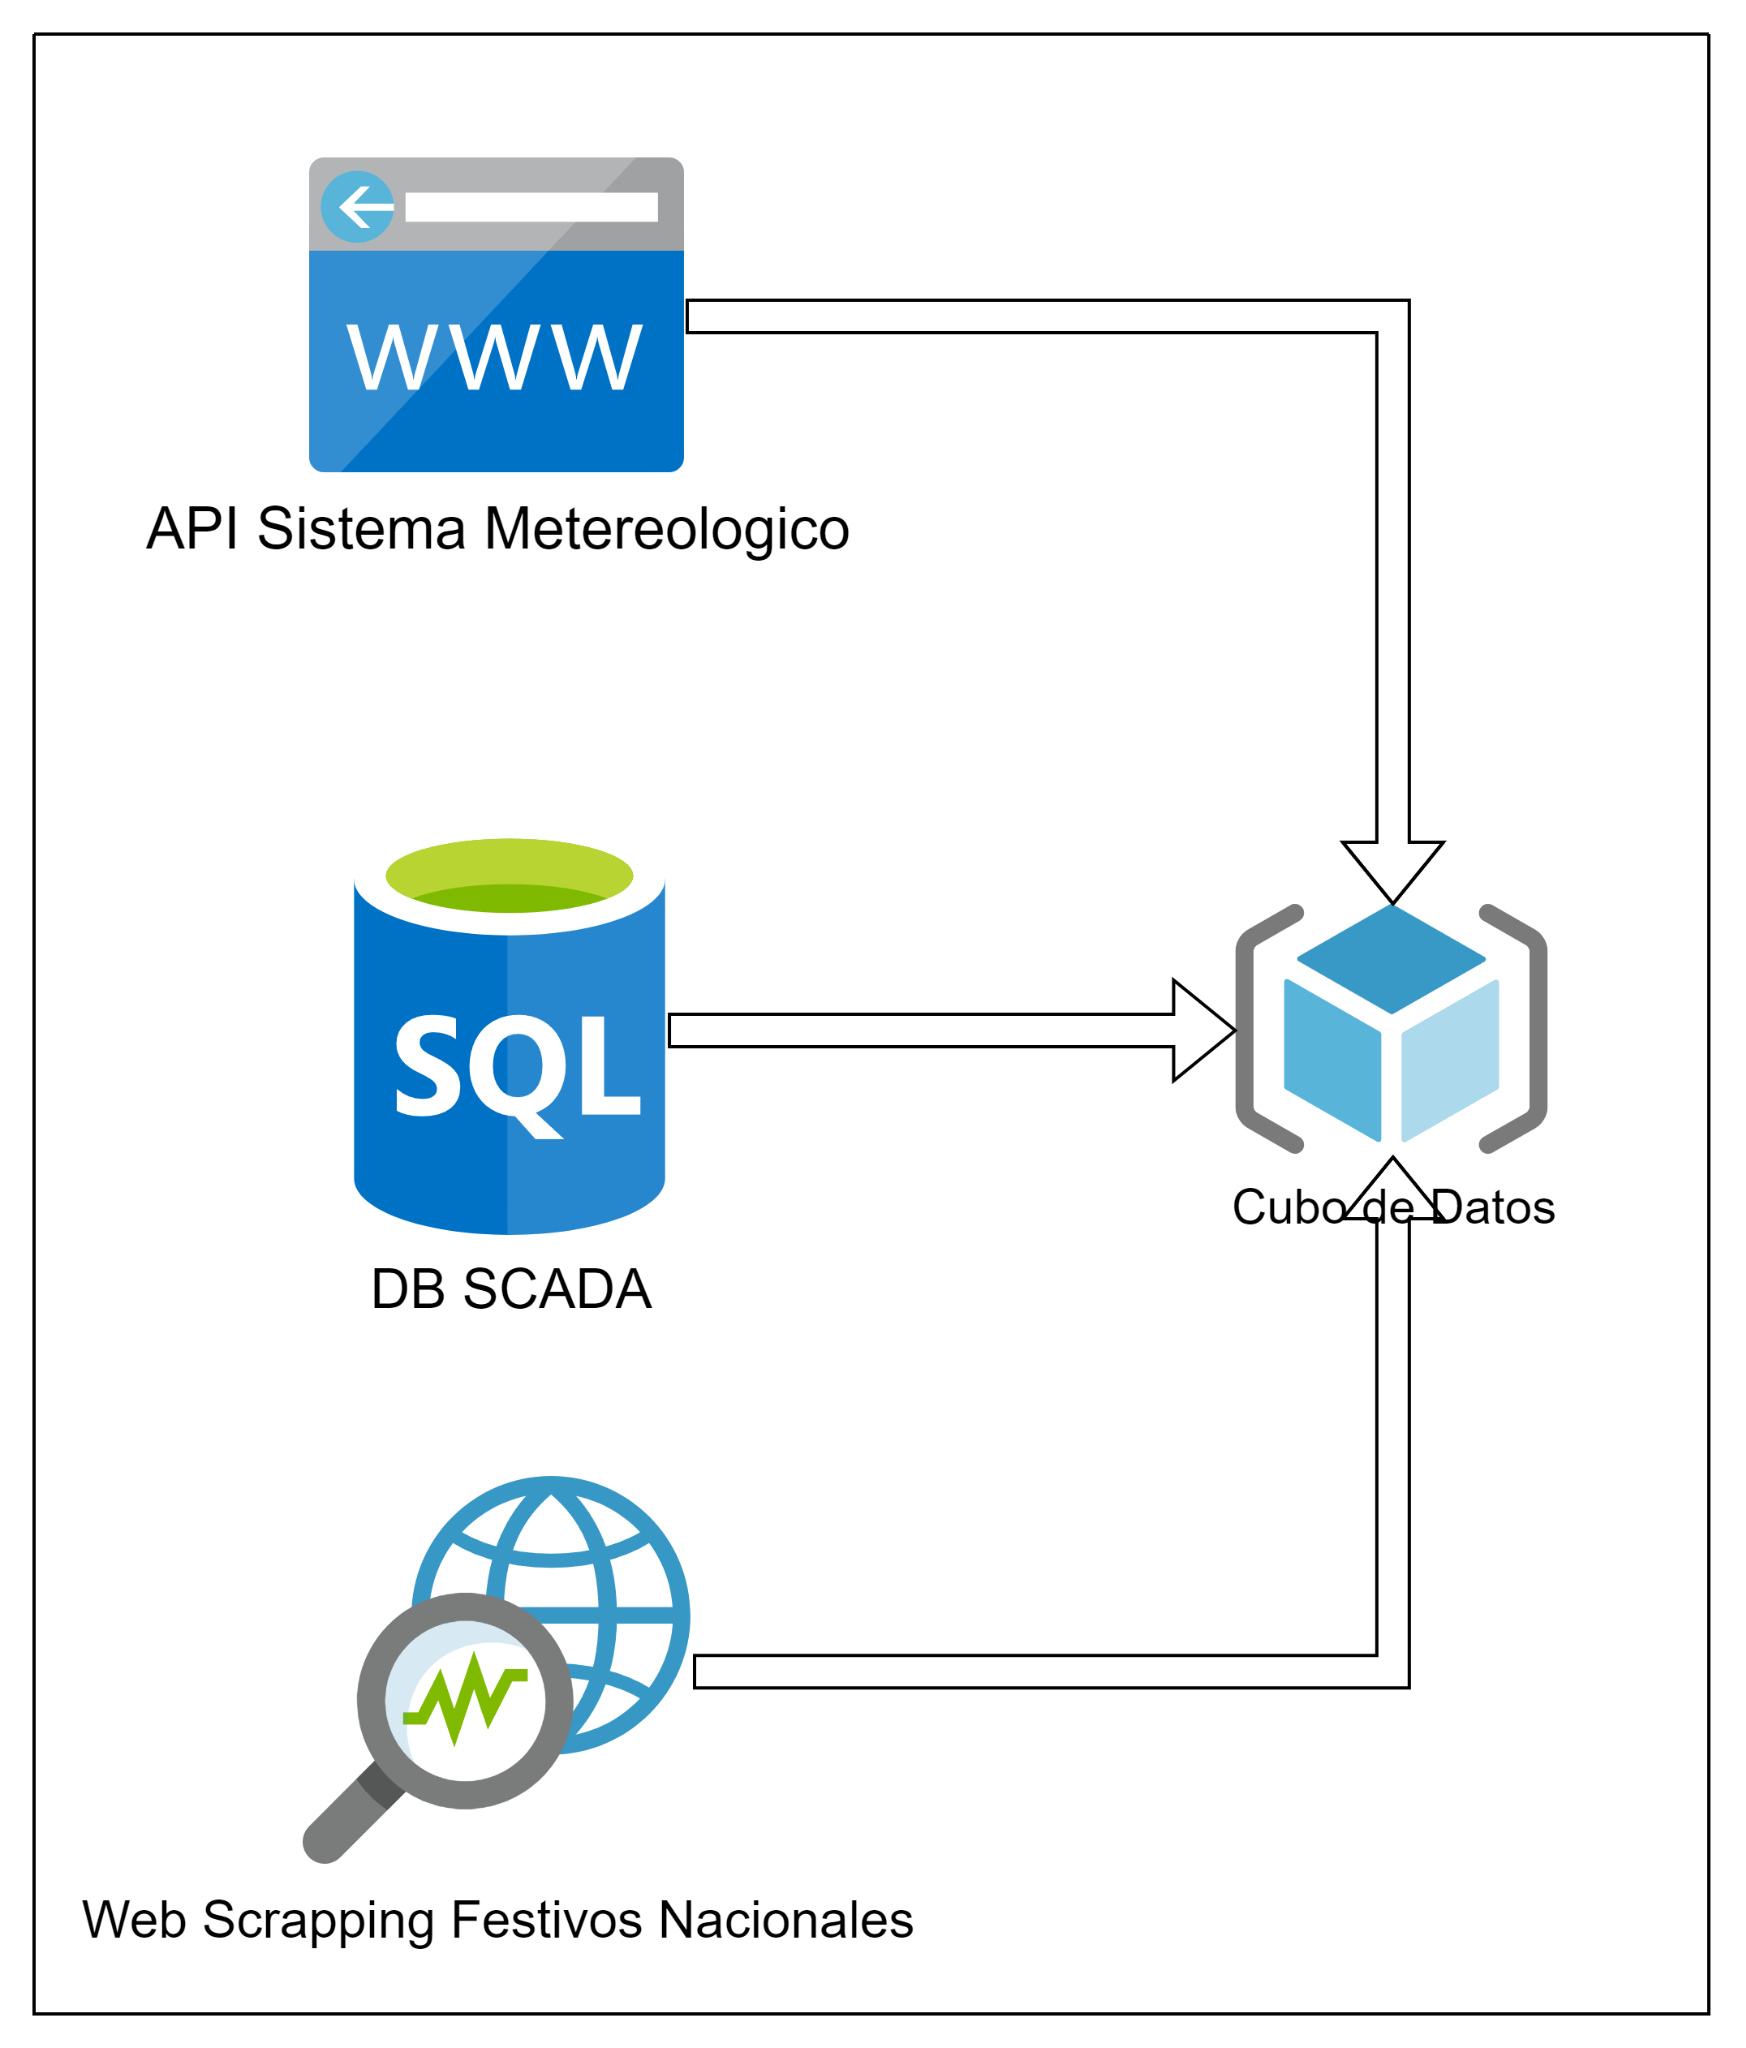 WWW
API Sistema Metereologico
SQL
DB SCADA
Cubo de Datos
Web Scrapping Festivos Nacionales